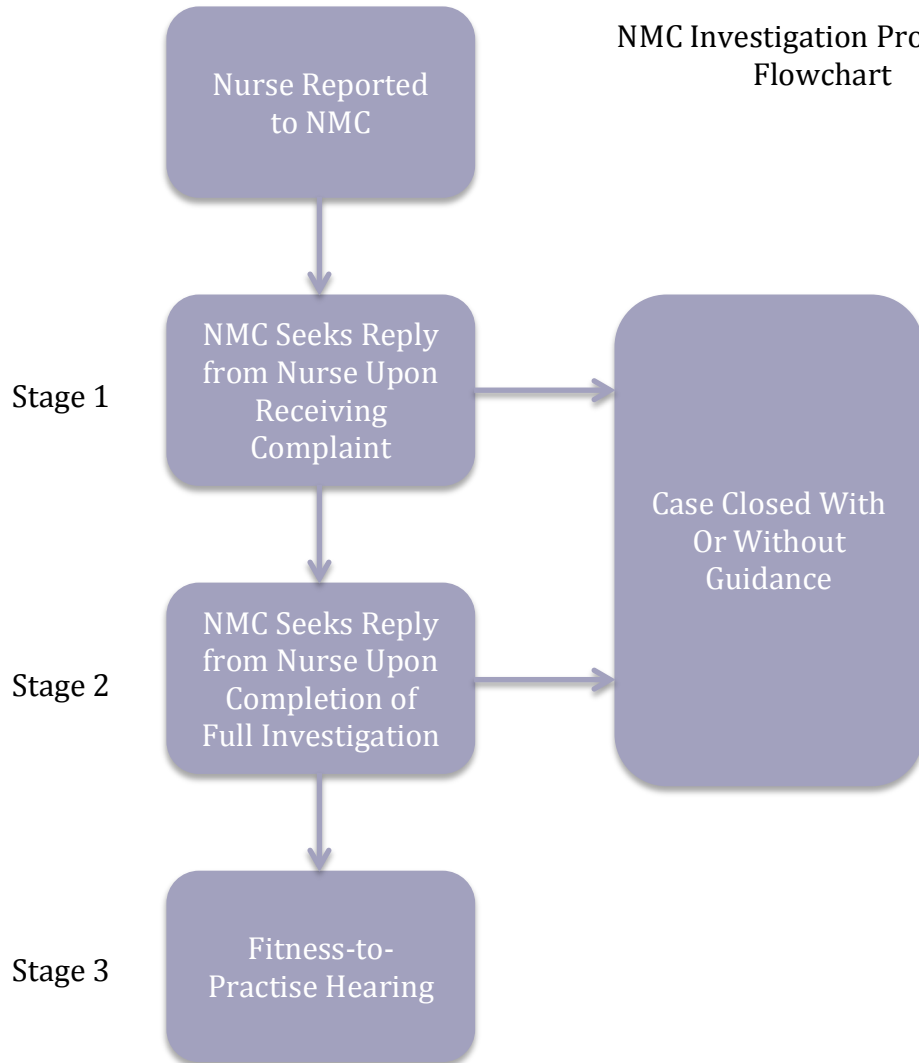 NMC Investigation Pro
Flowchart
Nurse Reported
to NMC
Stage 1
NMC Seeks Reply
from Nurse Upon
Receiving
Complaint
Case Closed With
Or Without
Guidance
Stage 2
NMC Seeks Reply
from Nurse Upon
Completion of
Full Investigation
Stage 3
Fitness-to-
Practise Hearing